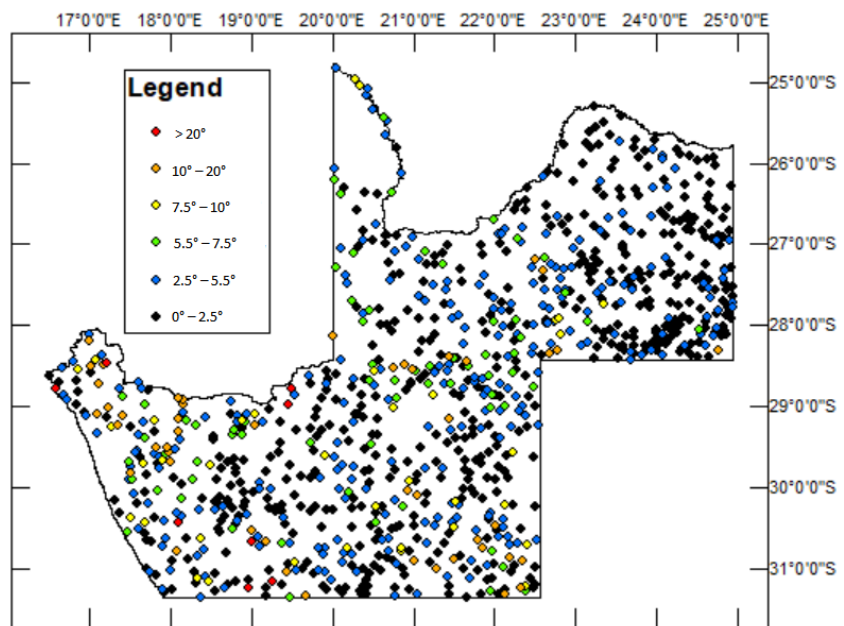 17°0'0"E 18°0'0"E 19°0'0"E 20°0'0"E 21°0'0"E 22°0'0"E 23°0'0"E 24°0'0"E 25°0'0"E
Legend
> 20°
10° – 20°
7.5° – 10°
5.5° – 7.5°
2.5° – 5.5°
0° – 2.5°
25°0'0"S
26°0'0"S
27°0'0"S
28°0'0"S
29°0'0"S
30°0'0"S
31°0'0"S